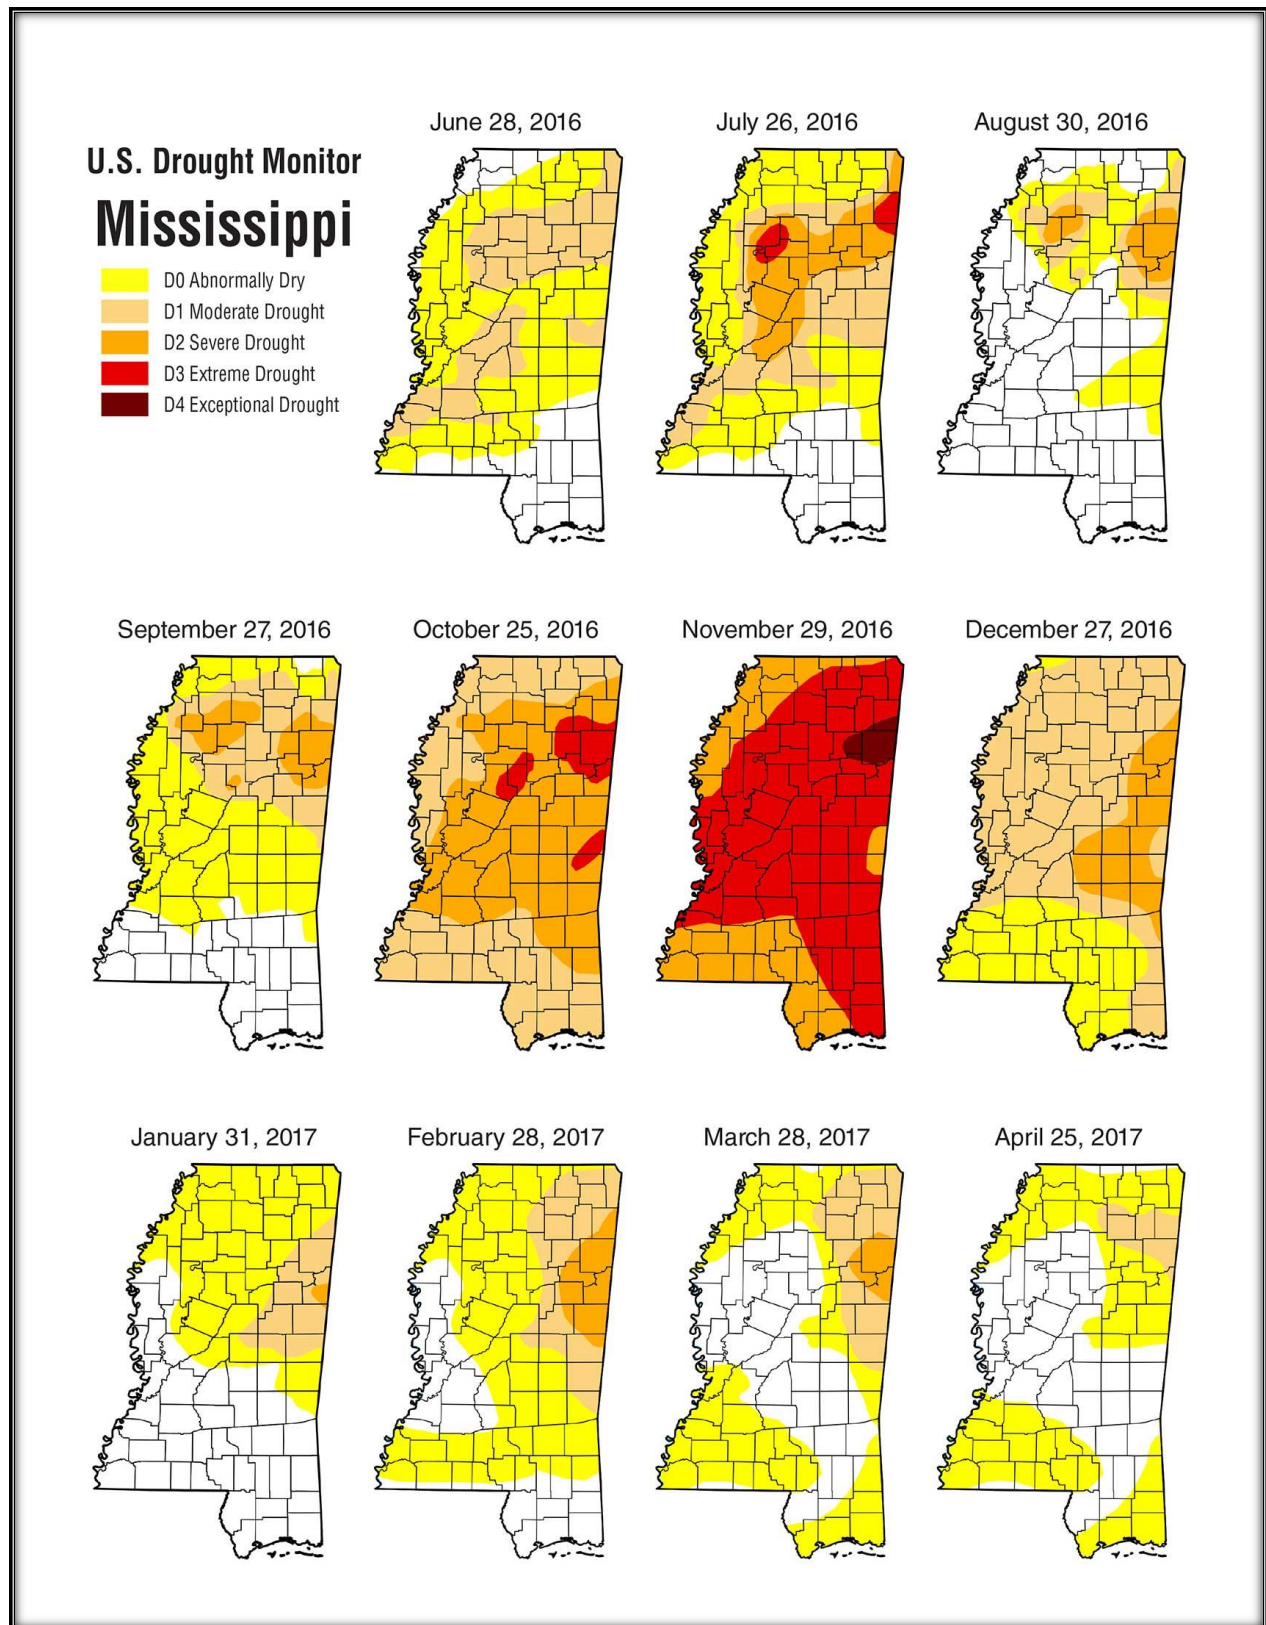 U.S. Drought Monitor
Mississippi
D0 Abnormally Dry
D1 Moderate Drought
D2 Severe Drought
D3 Extreme Drought
D4 Exceptional Drought
June 28, 2016
July 26, 2016
August 30, 2016
September 27, 2016
October 25, 2016
November 29, 2016
December 27, 2016
January 31, 2017
February 28, 2017
March 28, 2017
April 25, 2017